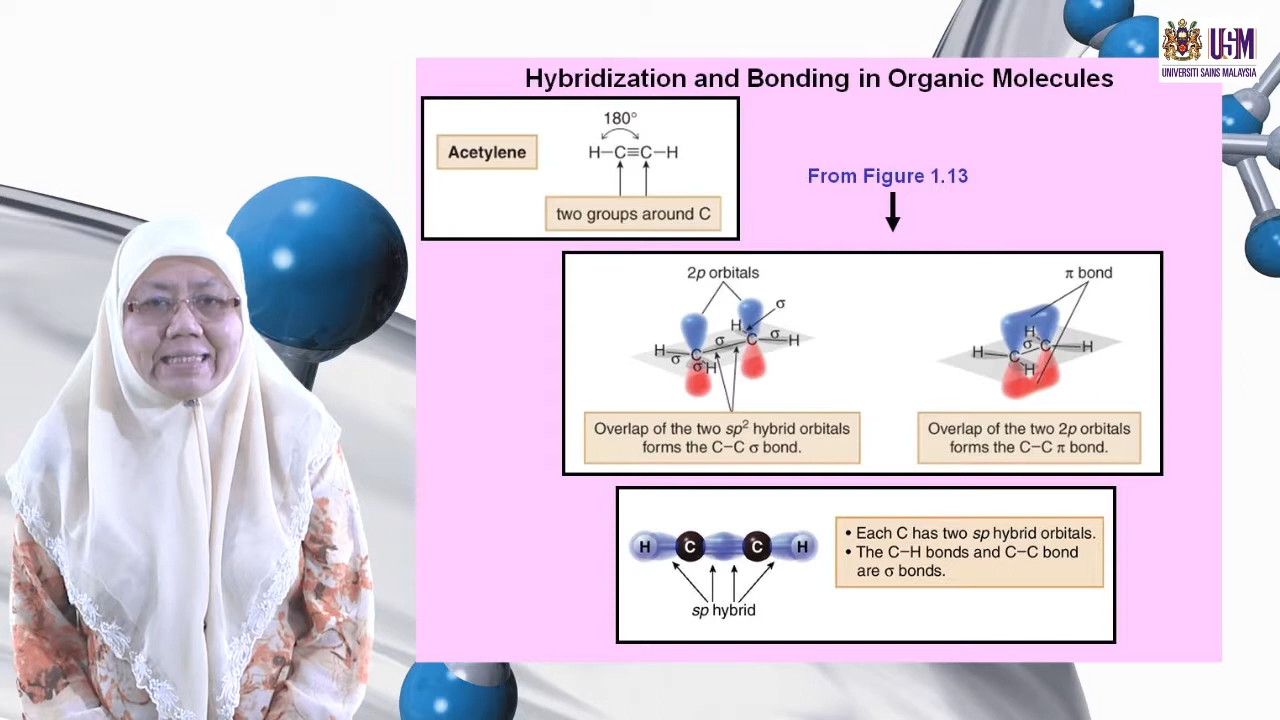 USM
UNIVERSITI SAINS MALAYSIA
Hybridization and Bonding in Organic Molecules
Acetylene
180°
H−C≡C−H
two groups around C
From Figure 1.13
2p orbitals
σ
H
σ
H
σ
C
σ
H
C
σ
H
Overlap of the two sp² hybrid orbitals
forms the C−C σ bond.
π bond
H
σ
C
H
H
C
H
Overlap of the two 2p orbitals
forms the C−C π bond.
H C C H
sp hybrid
• Each C has two sp hybrid orbitals.
• The C−H bonds and C−C bond
are σ bonds.